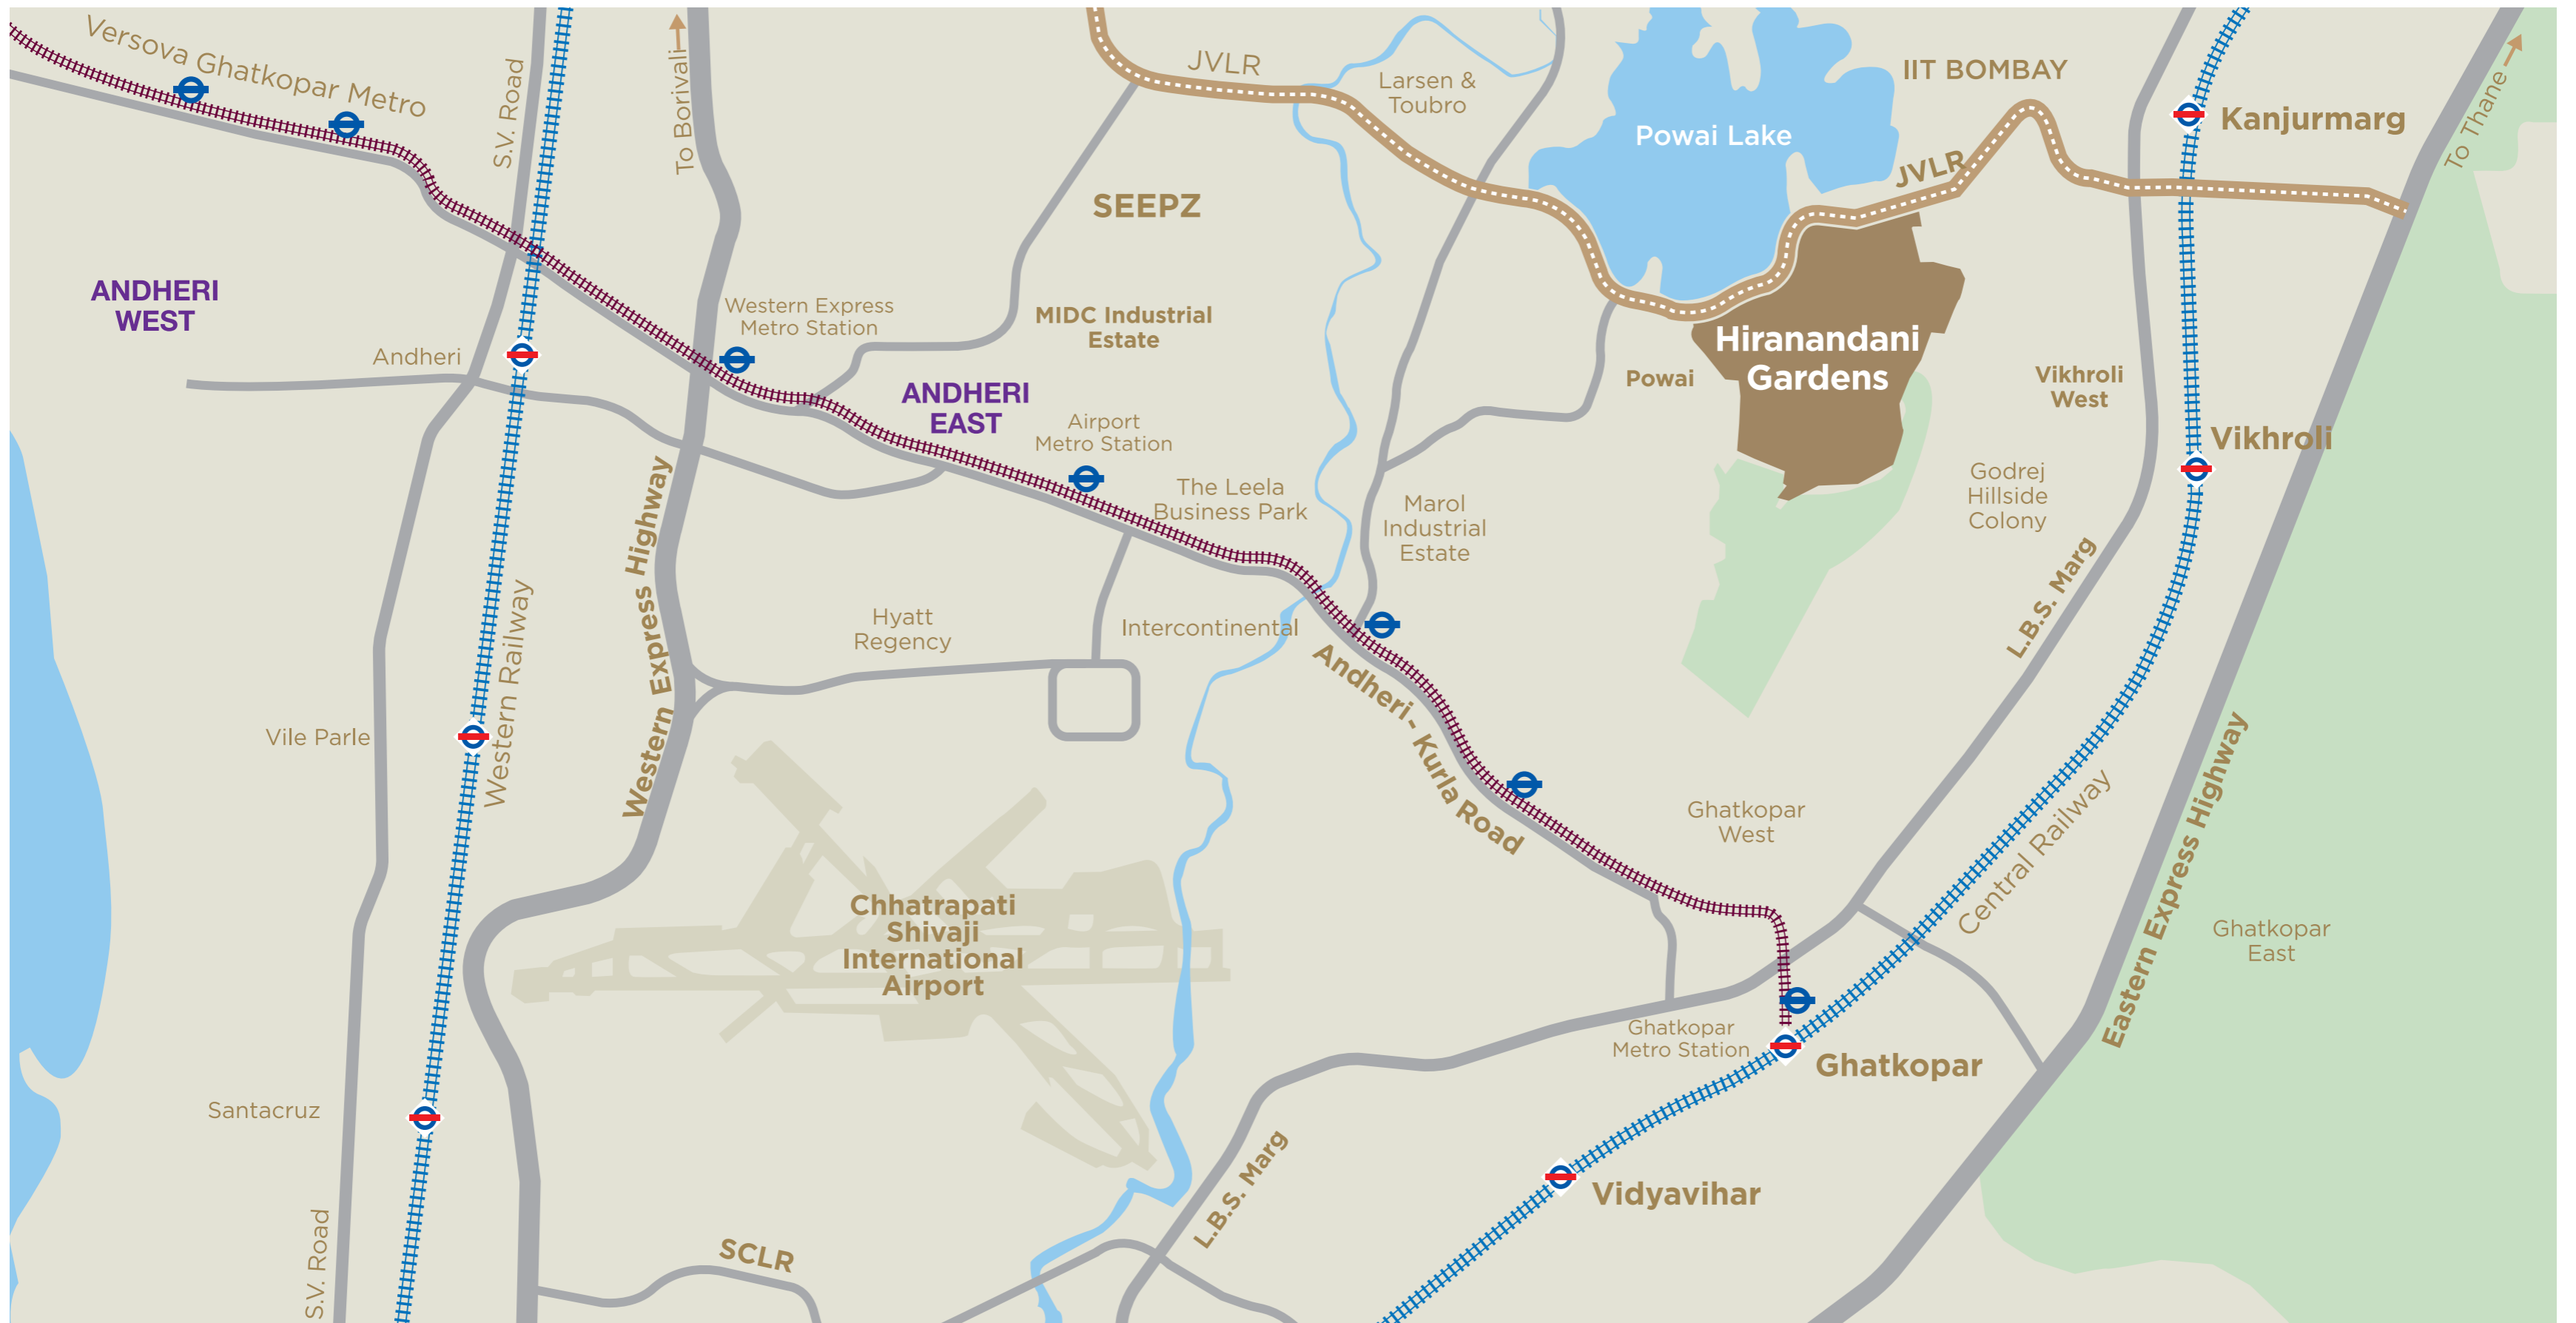 Versova Ghatkopar Metro
S.V. Road
To Borivali
JVLR
Larsen &
Toubro
Powai Lake
IIT BOMBAY
Kanjurmarg
To Thane
JVLR
SEEPZ
ANDHERI
WEST
Andheri
Western Express
Metro Station
MIDC Industrial
Estate
Hiranandani
Gardens
Powai
Vikhroli
West
Vikhroli
ANDHERI
EAST
Airport
Metro Station
The Leela
Business Park
Marol
Industrial
Estate
Godrej
Hillside
Colony
Western Express Highway
L.B.S. Marg
Hyatt
Regency
Intercontinental
Andheri - Kurla Road
Western Railway
Vile Parle
Ghatkopar
West
Central Railway
Eastern Express Highway
Chhatrapati
Shivaji
International
Airport
Ghatkopar
East
Ghatkopar
Metro Station
Ghatkopar
Santacruz
L.B.S. Marg
Vidyavihar
S.V. Road
SCLR